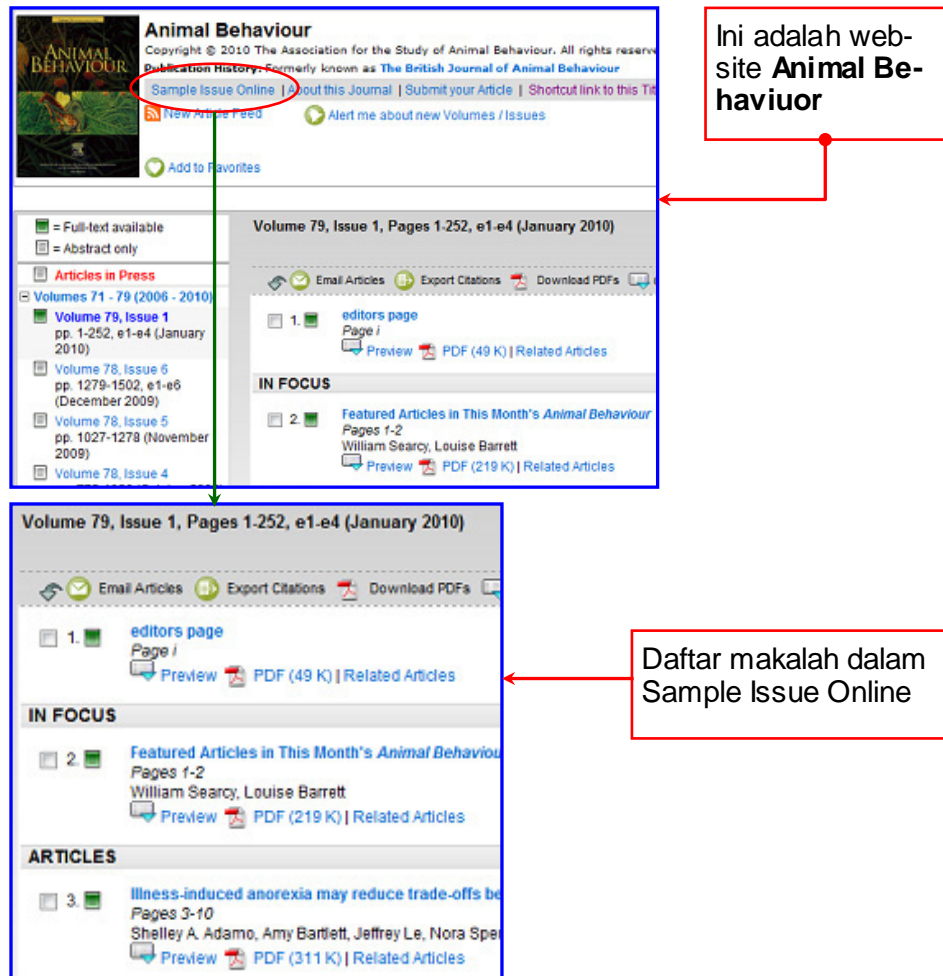 ANIMAL
BEHAVIOUR
Animal Behaviour
Copyright © 2010 The Association for the Study of Animal Behaviour. All rights reserve
Publication History: Formerly known as The British Journal of Animal Behaviour
Sample Issue Online | About this Journal | Submit your Article | Shortcut link to this Tit
New Article Feed
Alert me about new Volumes / Issues
Add to Favorites
Ini adalah web-
site Animal Be-
haviuor
= Full-text available
= Abstract only
Articles in Press
Volumes 71 - 79 (2006 - 2010)
Volume 79, Issue 1
pp. 1-252, e1-e4 (January
2010)
Volume 78, Issue 6
pp. 1279-1502, e1-e6
(December 2009)
Volume 78, Issue 5
pp. 1027-1278 (November
2009)
Volume 78, Issue 4
Volume 79, Issue 1, Pages 1-252, e1-e4 (January 2010)
Email Articles Export Citations Download PDFs
1. editors page
Page i
Preview PDF (49 K) | Related Articles
IN FOCUS
2. Featured Articles in This Month's Animal Behaviour
Pages 1-2
William Searcy, Louise Barrett
Preview PDF (219 K) | Related Articles
Volume 79, Issue 1, Pages 1-252, e1-e4 (January 2010)
Email Articles Export Citations Download PDFs
1. editors page
Page i
Preview PDF (49 K) | Related Articles
IN FOCUS
2. Featured Articles in This Month's Animal Behaviou
Pages 1-2
William Searcy, Louise Barrett
Preview PDF (219 K) | Related Articles
ARTICLES
3. Illness-induced anorexia may reduce trade-offs be
Pages 3-10
Shelley A. Adamo, Amy Bartlett, Jeffrey Le, Nora Spe
Preview PDF (311 K) | Related Articles
Daftar makalah dalam
Sample Issue Online